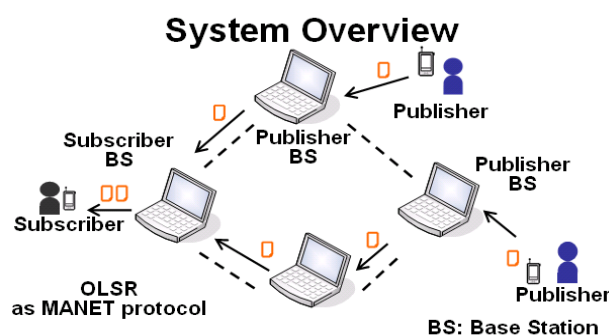 System Overview
Publisher
Publisher
BS
Subscriber
BS
Publisher
BS
Subscriber
Publisher
OLSR
as MANET protocol
BS: Base Station